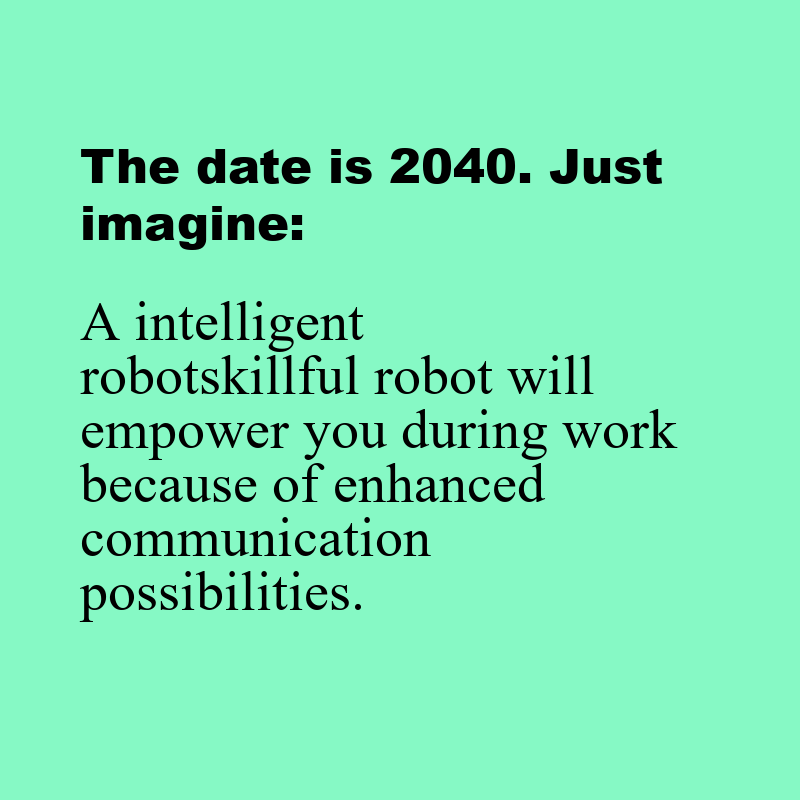 The date is 2040. Just
imagine:
A intelligent
robotskillful robot will
empower you during work
because of enhanced
communication
possibilities.